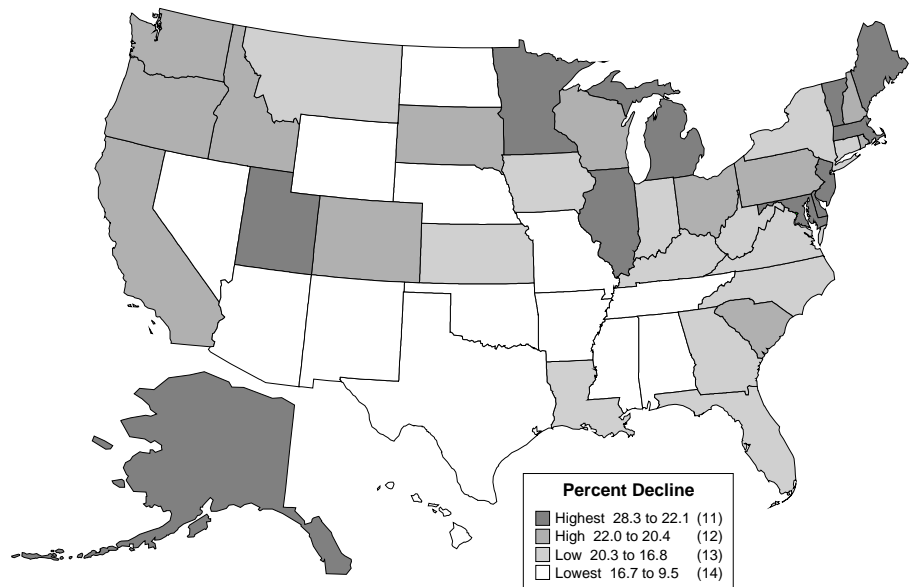 Percent Decline
Highest 28.3 to 22.1 (11)
High 22.0 to 20.4 (12)
Low 20.3 to 16.8 (13)
Lowest 16.7 to 9.5 (14)